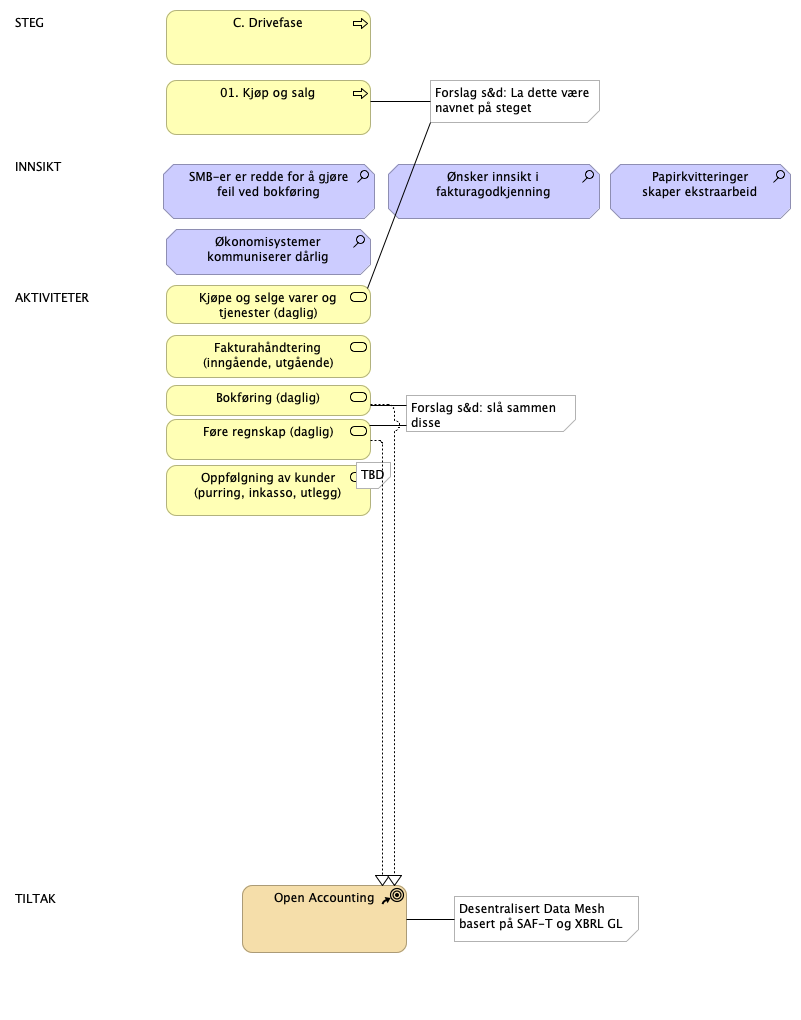 STEG
C. Drivefase
01. Kjøp og salg
Forslag s&d: La dette være
navnet på steget
INNSIKT
SMB-er er redde for å gjøre
feil ved bokføring
Ønsker innsikt i
fakturagodkjenning
Papirkvitteringer
skaper ekstraarbeid
Økonomisystemer
kommuniserer dårlig
AKTIVITETER
Kjøpe og selge varer og
tjenester (daglig)
Fakturahåndtering
(inngående, utgående)
Bokføring (daglig)
Forslag s&d: slå sammen
disse
Føre regnskap (daglig)
Oppfølgning av kunder
(purring, inkasso, utlegg)
TBD
TILTAK
Open Accounting
Desentralisert Data Mesh
basert på SAF-T og XBRL GL